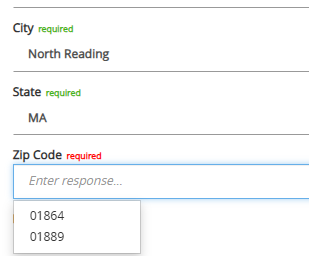 City required
North Reading
State required
MA
Zip Code required
Enter response...
01864
01889